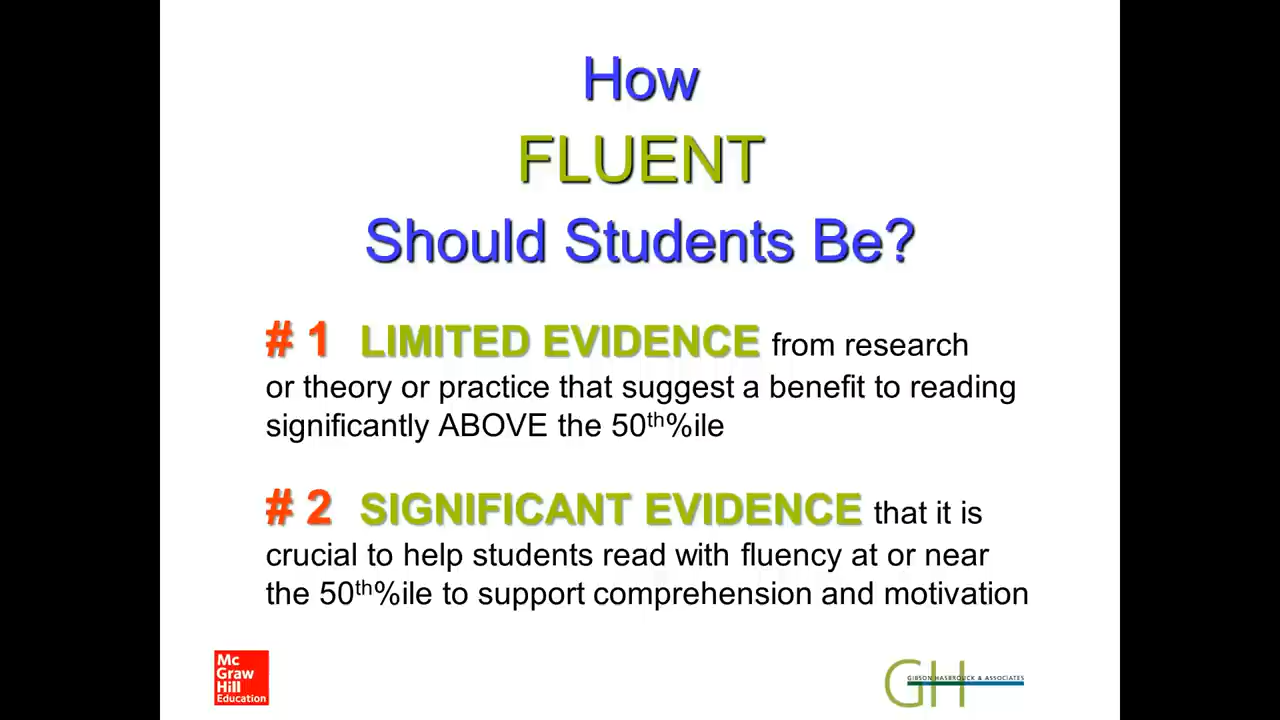 How
FLUENT
Should Students Be?
# 1 LIMITED EVIDENCE from research
or theory or practice that suggest a benefit to reading
significantly ABOVE the 50th%ile
# 2 SIGNIFICANT EVIDENCE that it is
crucial to help students read with fluency at or near
the 50th%ile to support comprehension and motivation
Mc
Graw
Hill
Education
GH
GIBSON HASBROUCK & ASSOCIATES